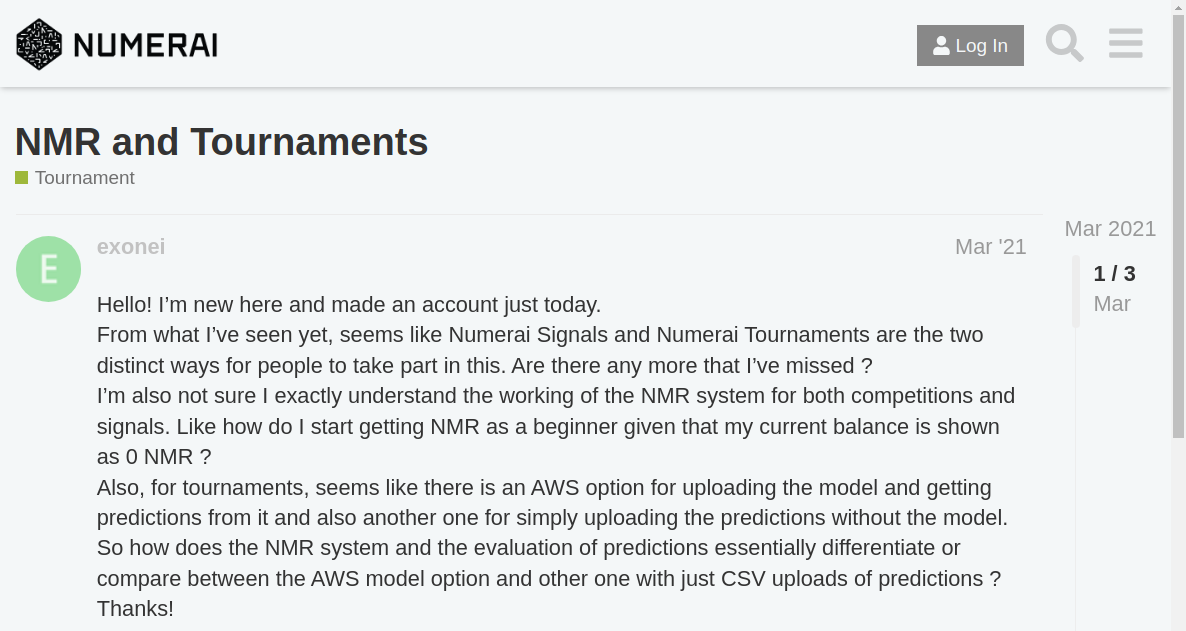 NUMERAI
Log In
NMR and Tournaments
Tournament
E
exonei
Mar '21
Hello! I’m new here and made an account just today.
From what I’ve seen yet, seems like Numerai Signals and Numerai Tournaments are the two
distinct ways for people to take part in this. Are there any more that I’ve missed ?
I’m also not sure I exactly understand the working of the NMR system for both competitions and
signals. Like how do I start getting NMR as a beginner given that my current balance is shown
as 0 NMR ?
Also, for tournaments, seems like there is an AWS option for uploading the model and getting
predictions from it and also another one for simply uploading the predictions without the model.
So how does the NMR system and the evaluation of predictions essentially differentiate or
compare between the AWS model option and other one with just CSV uploads of predictions ?
Thanks!
Mar 2021
1 / 3
Mar